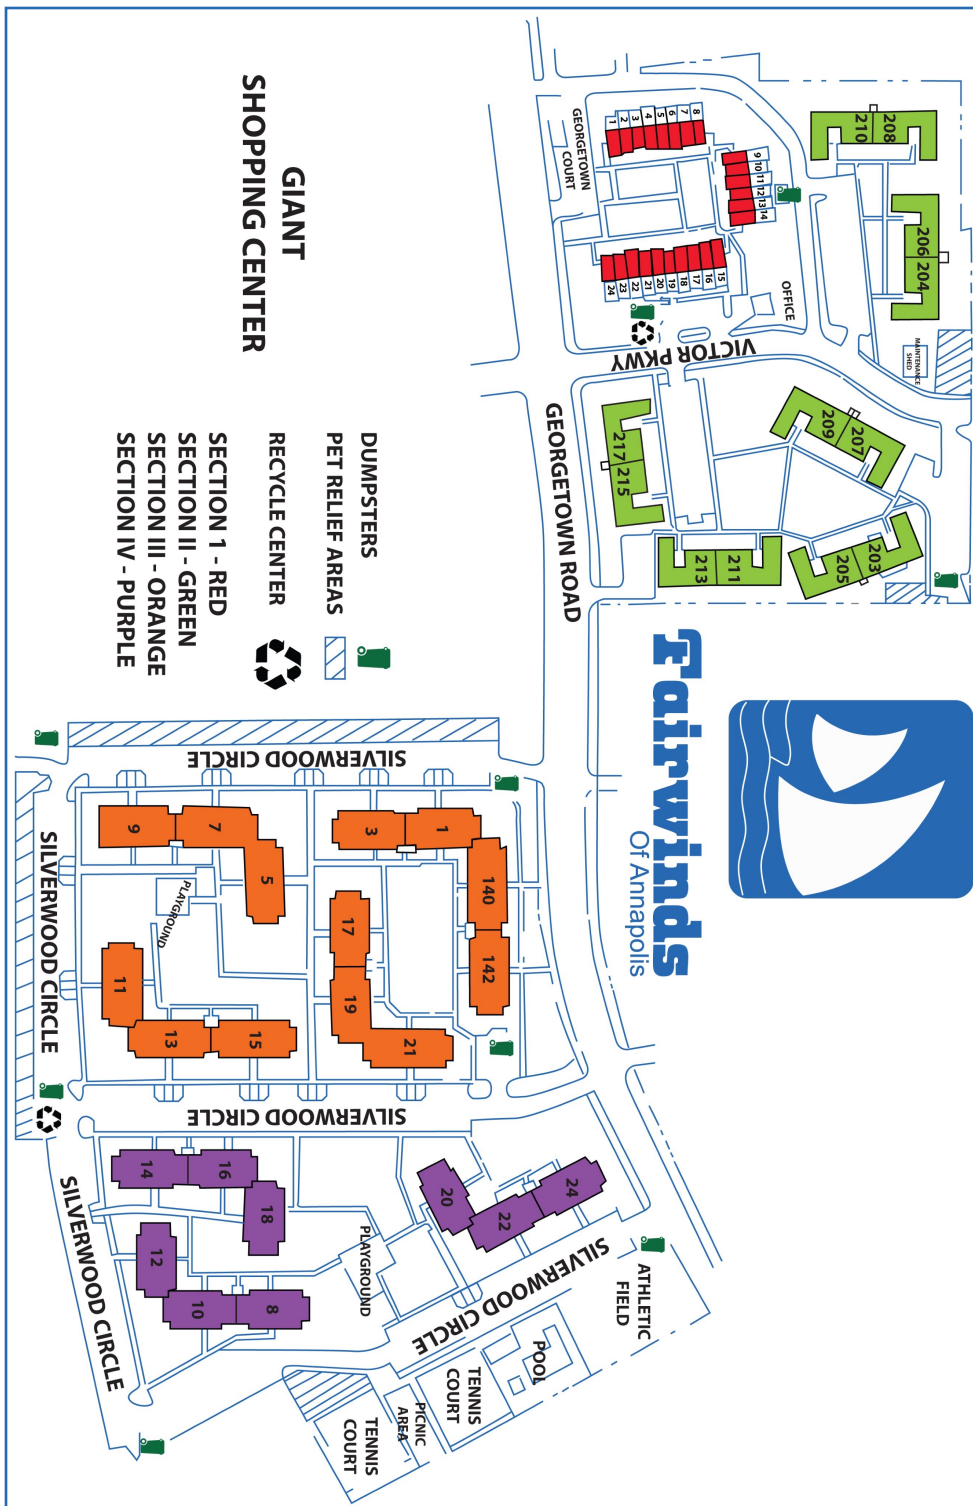 Fairwinds
Of Annapolis
GIANT
SHOPPING CENTER
DUMPSTERS
PET RELIEF AREAS
RECYCLE CENTER
SECTION 1 - RED
SECTION II - GREEN
SECTION III - ORANGE
SECTION IV - PURPLE
GEORGETOWN
COURT
1
2
3
4
5
6
7
8
9
10
11
12
13
14
15
16
17
18
19
20
21
22
23
24
OFFICE
VICTOR PKWY
GEORGETOWN ROAD
MAINTENANCE
SHED
210
208
206
204
209
207
217
215
213
211
205
203
SILVERWOOD CIRCLE
SILVERWOOD CIRCLE
9
7
5
3
1
140
142
17
19
21
PLAYGROUND
11
13
15
SILVERWOOD CIRCLE
SILVERWOOD CIRCLE
14
16
18
12
10
8
20
22
24
PLAYGROUND
SILVERWOOD CIRCLE
ATHLETIC
FIELD
POOL
TENNIS
COURT
PICNIC
AREA
TENNIS
COURT